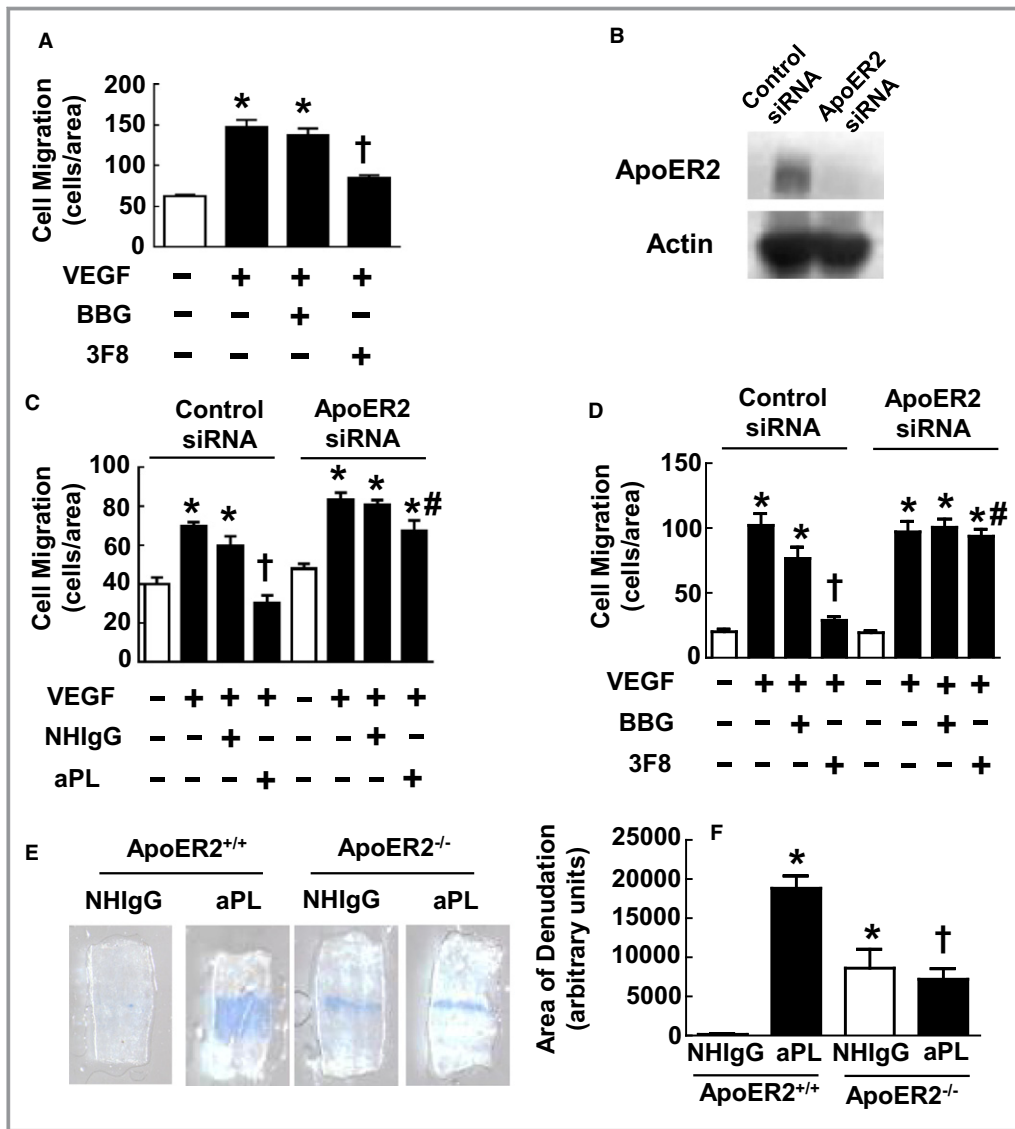 A
Cell Migration
(cells/area)
200
150
100
50
0
* * †
VEGF – + + +
BBG – – + –
3F8 – – – +
B
Control
siRNA
ApoER2
siRNA
ApoER2
Actin
C
Control
siRNA
ApoER2
siRNA
Cell Migration
(cells/area)
100
80
60
40
20
0
* * † * * *#
VEGF – + + + – + + +
NHIgG – – + – – – + –
aPL – – – + – – – +
D
Control
siRNA
ApoER2
siRNA
Cell Migration
(cells/area)
150
100
50
0
* * † * * *#
VEGF – + + + – + + +
BBG – – + – – – + –
3F8 – – – + – – – +
E
ApoER2+/+ ApoER2-/-
NHIgG aPL NHIgG aPL
F
Area of Denudation
(arbitrary units)
25000
20000
15000
10000
5000
0
* * †
NHIgG aPL NHIgG aPL
ApoER2+/+ ApoER2-/-